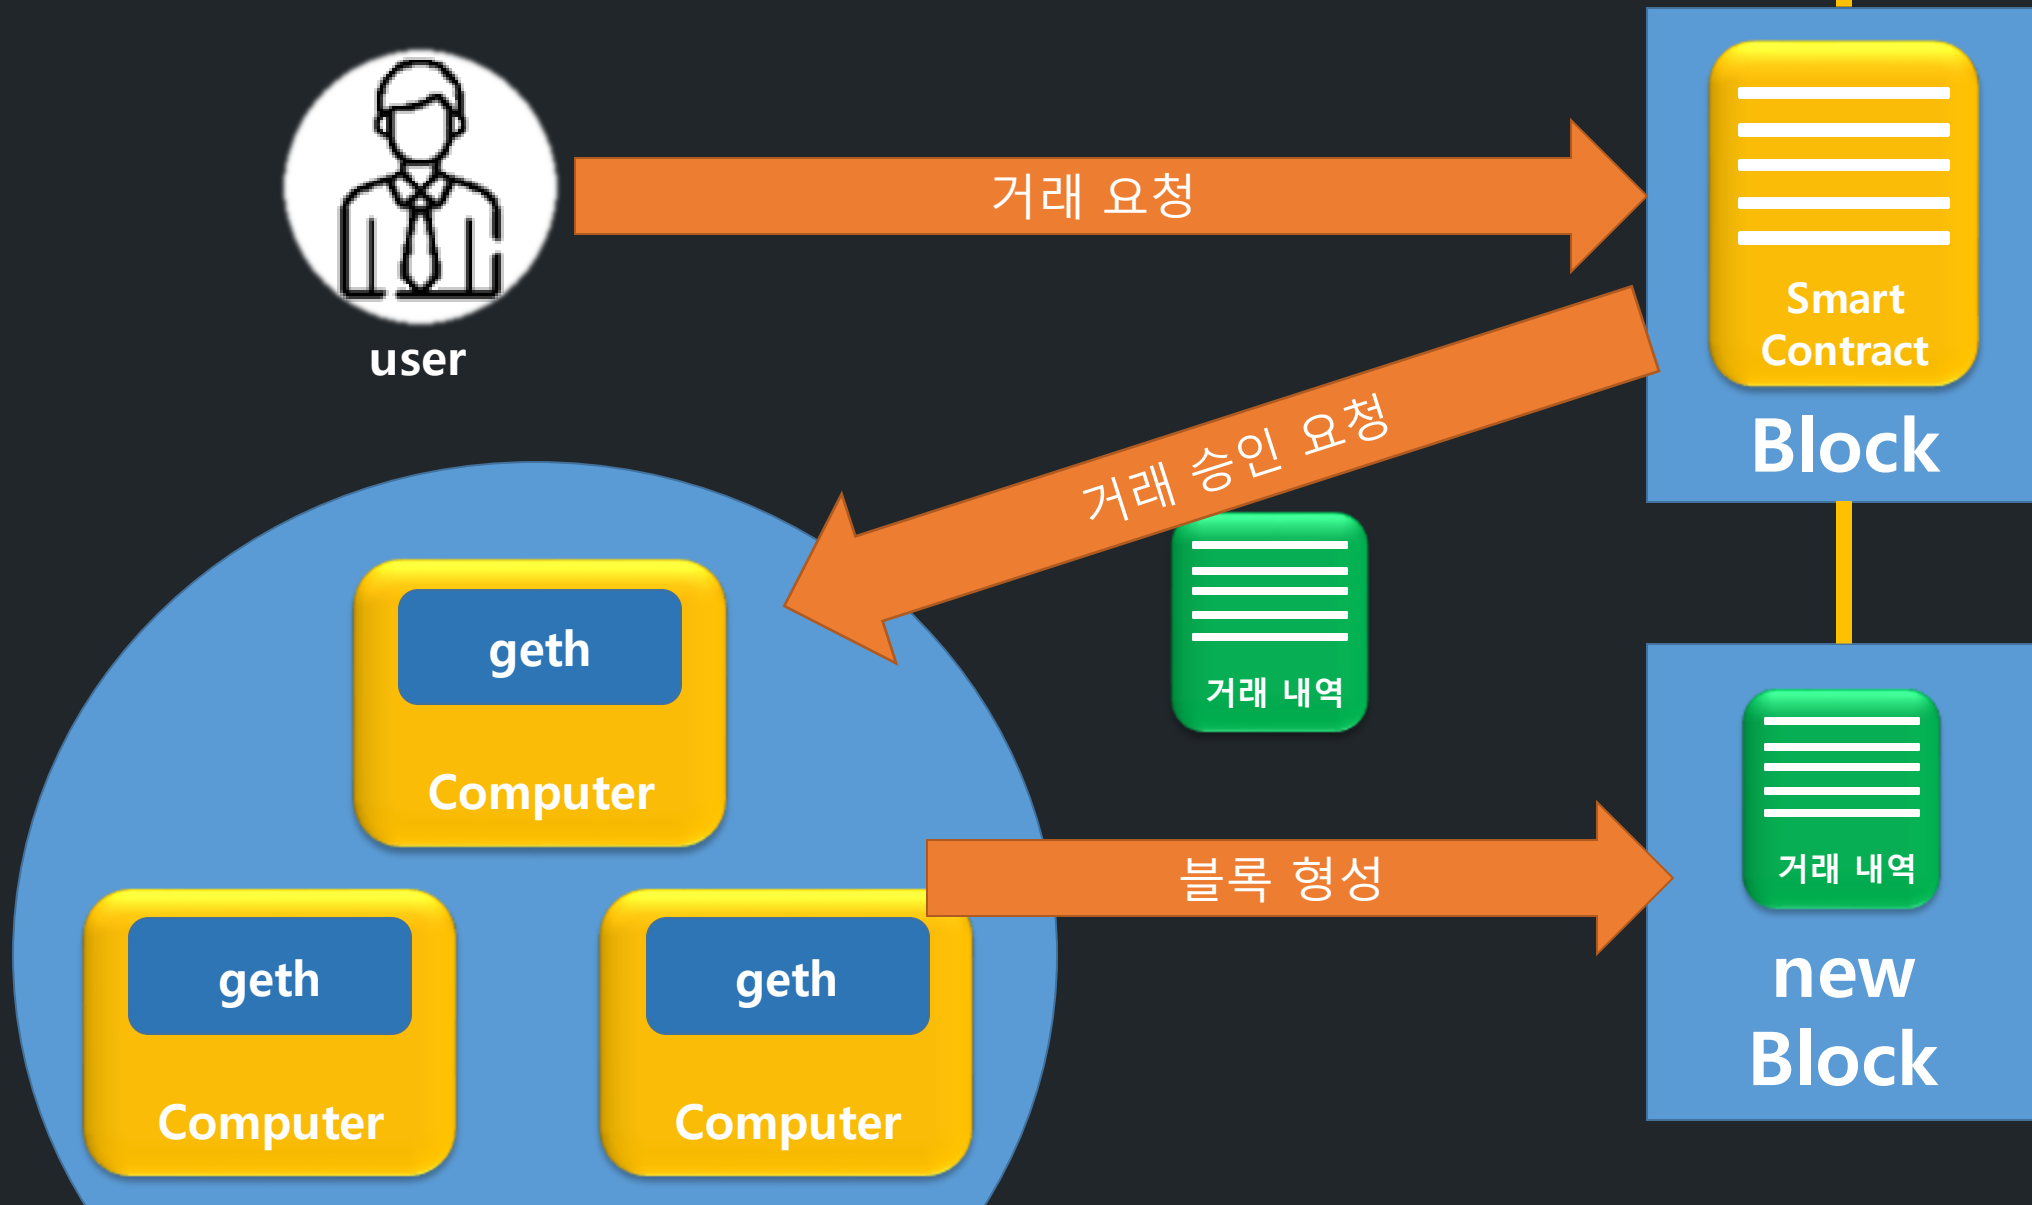 거래 요청
Smart
Contract
user
Block
거래 승인 요청
geth
거래 내역
Computer
블록 형성
거래 내역
geth
geth
new
Block
Computer
Computer